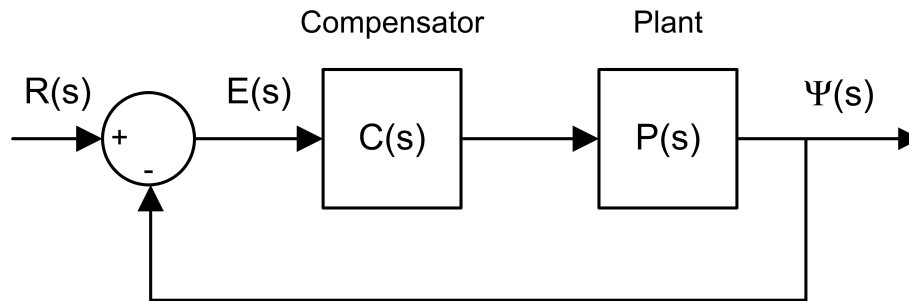 Compensator Plant
R(s) E(s) Ψ(s)
+ C(s) P(s)
-